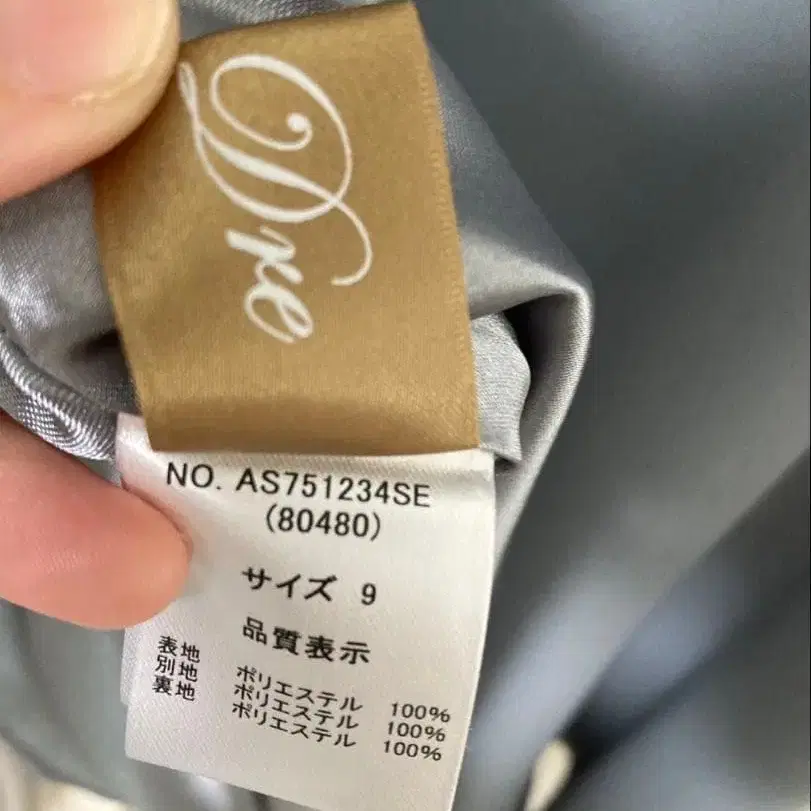 Dre
NO. AS751234SE
(80480)
サイズ 9
品質表示
表地 ポリエステル 100%
別地 ポリエステル 100%
裏地 ポリエステル 100%